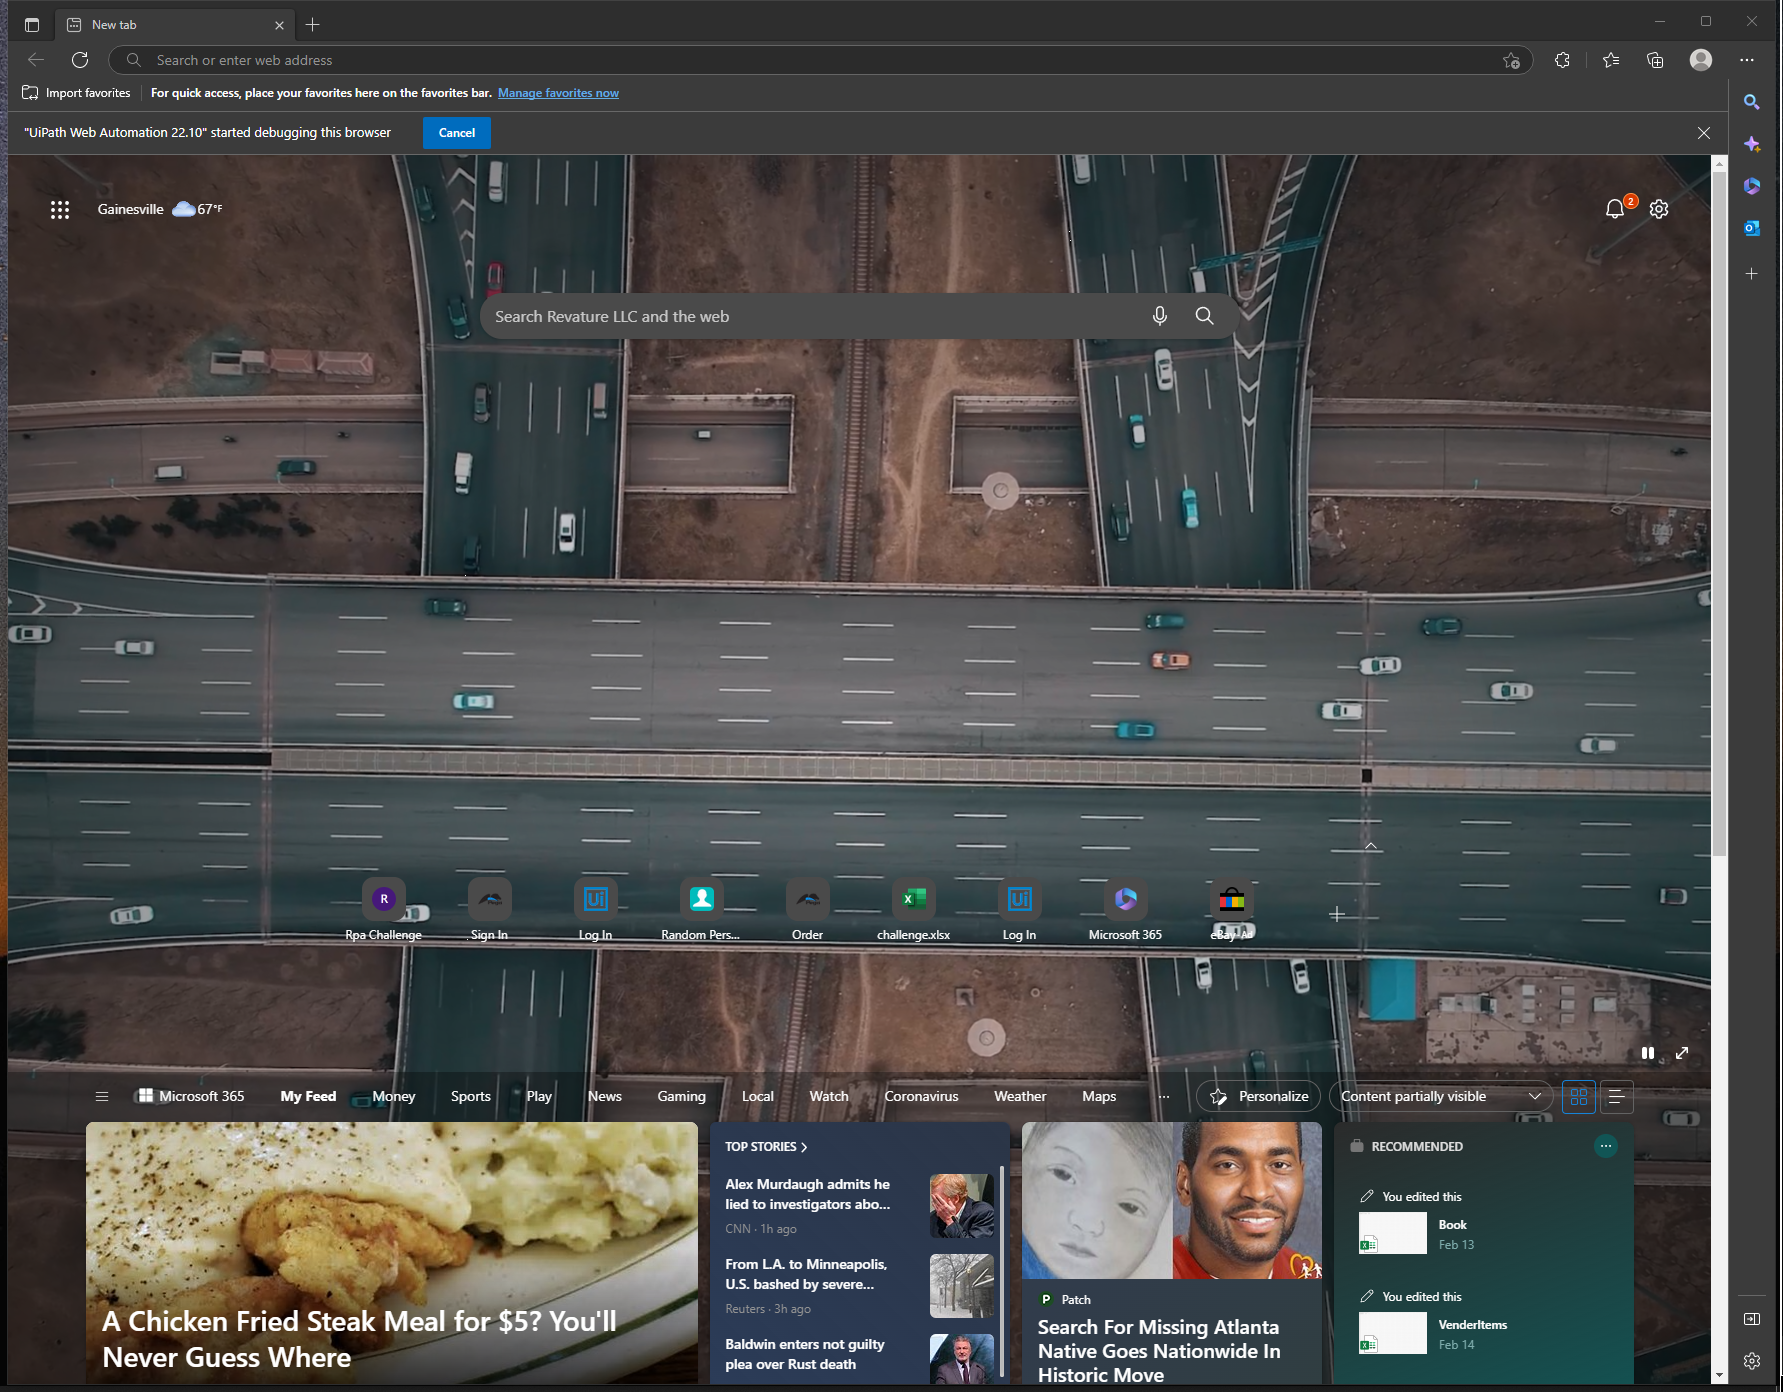 New tab
Search or enter web address
Import favorites
For quick access, place your favorites here on the favorites bar. Manage favorites now
"UiPath Web Automation 22.10" started debugging this browser
Cancel
Gainesville 67°F
2
Search Revature LLC and the web
R
Ui
Ui
Rpa Challenge
Sign In
Log In
Random Pers...
Order
challenge.xlsx
Log In
Microsoft 365
eBay Ad
Microsoft 365
My Feed
Money
Sports
Play
News
Gaming
Local
Watch
Coronavirus
Weather
Maps
...
Personalize
Content partially visible
A Chicken Fried Steak Meal for $5? You'll
Never Guess Where
TOP STORIES
Alex Murdaugh admits he
lied to investigators abo...
CNN · 1h ago
From L.A. to Minneapolis,
U.S. bashed by severe...
Reuters · 3h ago
Baldwin enters not guilty
plea over Rust death
Patch
Search For Missing Atlanta
Native Goes Nationwide In
Historic Move
RECOMMENDED
You edited this
Book
Feb 13
You edited this
VenderItems
Feb 14